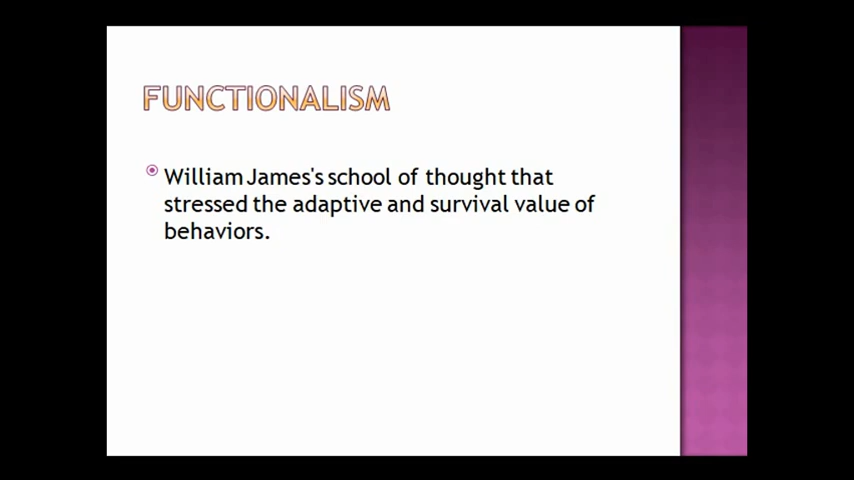 FUNCTIONALISM
William James's school of thought that
stressed the adaptive and survival value of
behaviors.